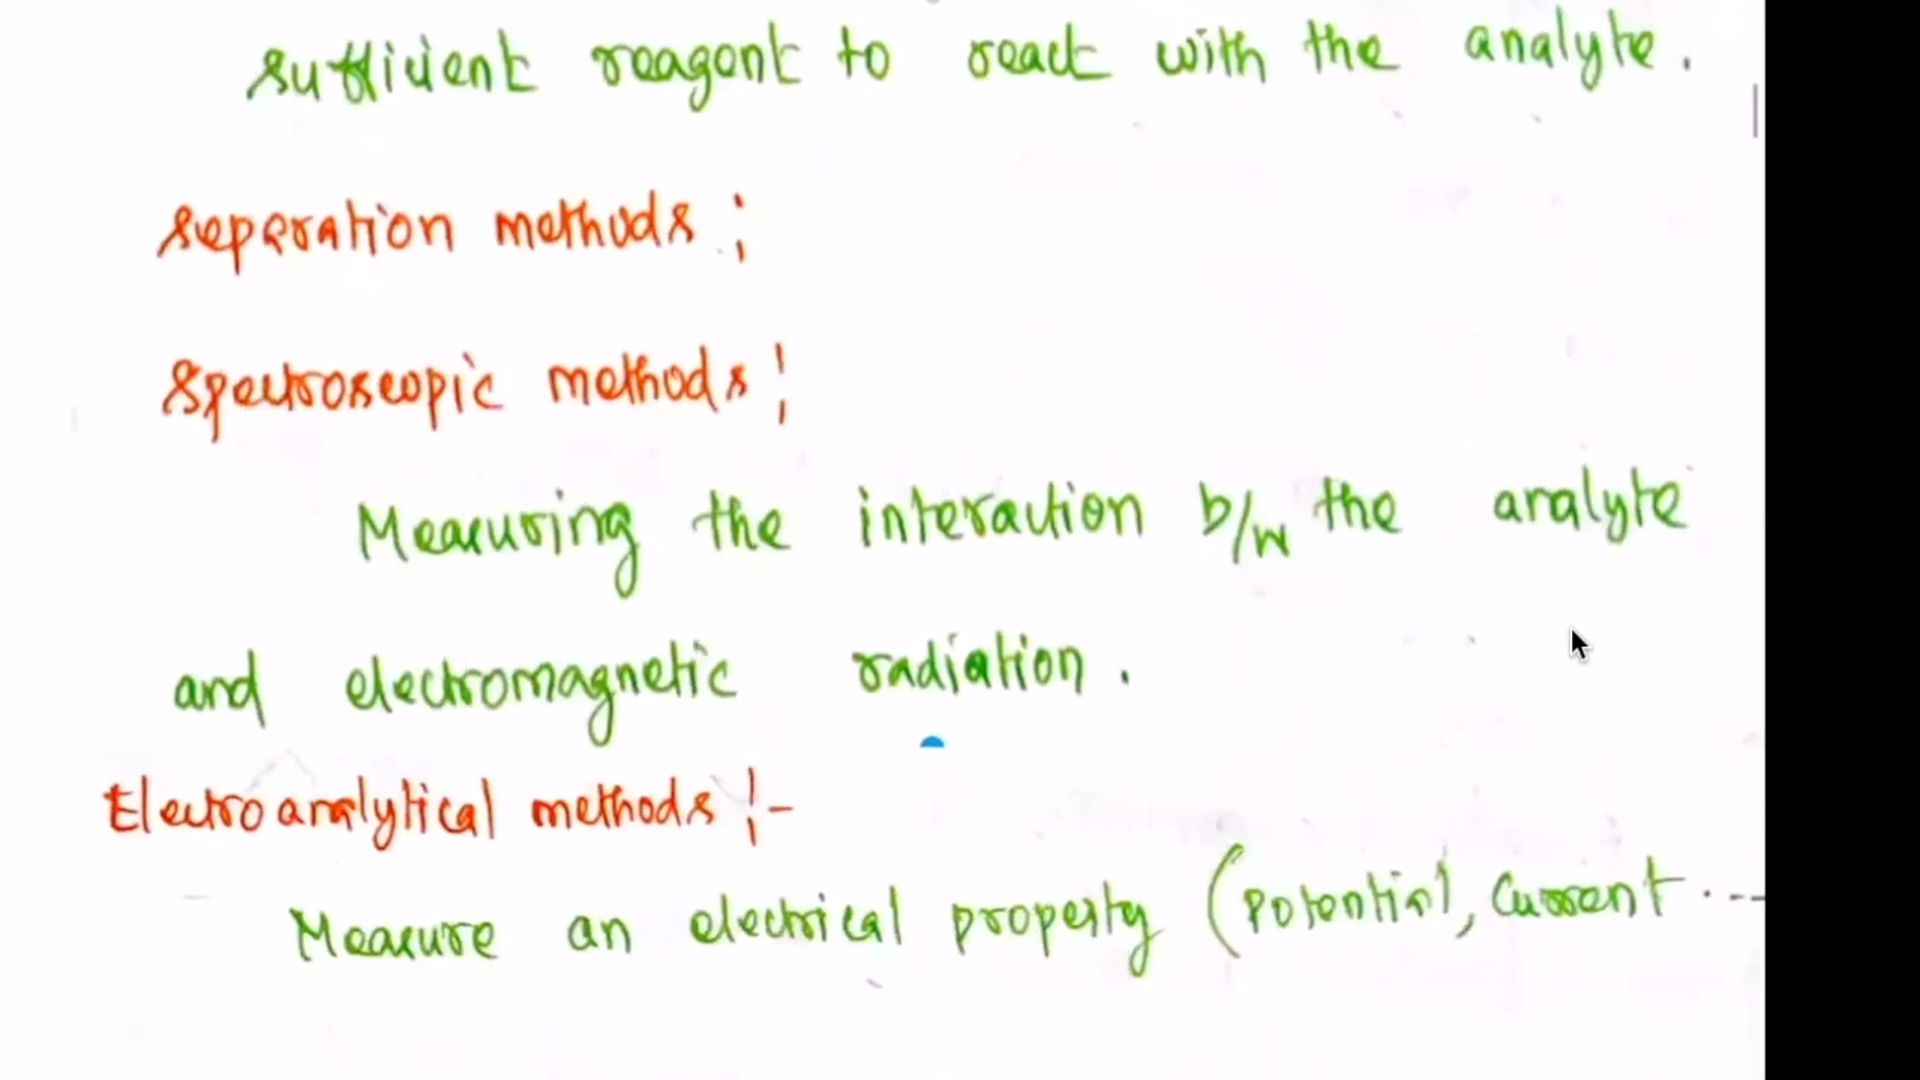 sufficient reagent to react with the analyte.
seperation methods :
spectroscopic methods :
Measuring the interaction b/w the analyte
and electromagnetic radiation.
Electroanalytical methods :-
Measure an electrical property (Potential, Current . --